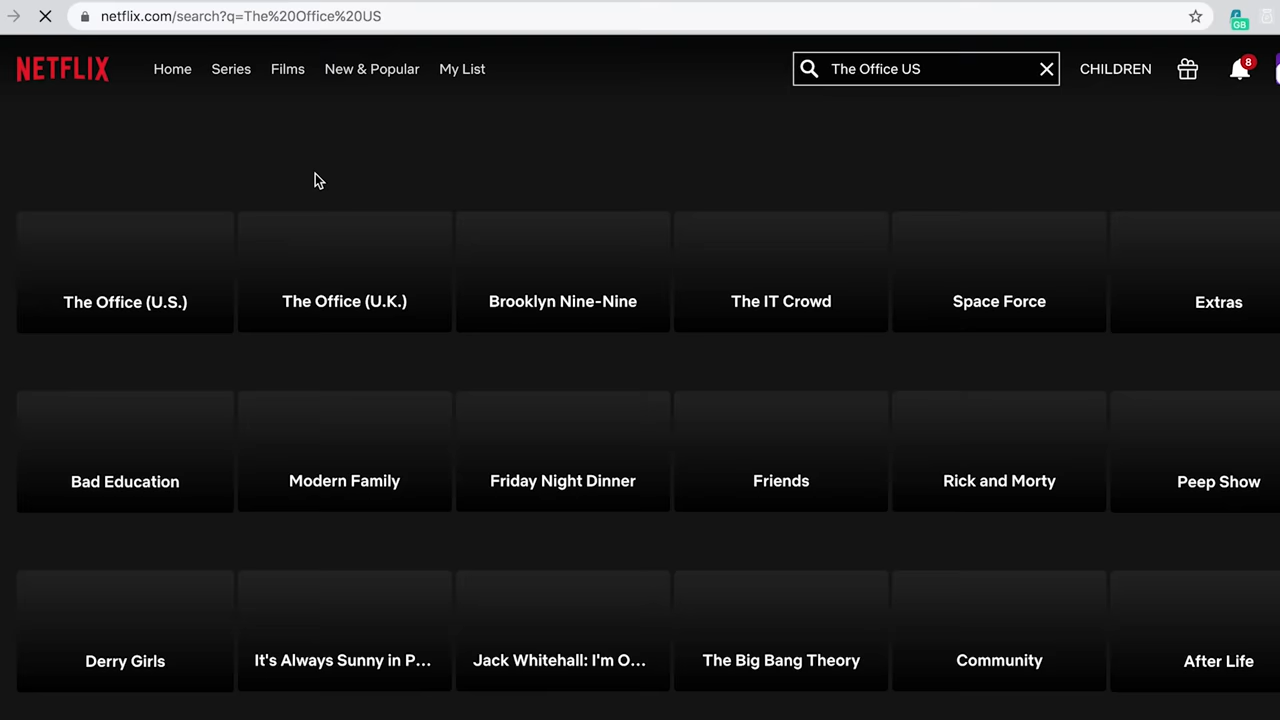 netflix.com/search?q=The%20Office%20US
GB
NETFLIX
Home
Series
Films
New & Popular
My List
The Office US
CHILDREN
8
The Office (U.S.)
The Office (U.K.)
Brooklyn Nine-Nine
The IT Crowd
Space Force
Extras
Bad Education
Modern Family
Friday Night Dinner
Friends
Rick and Morty
Peep Show
Derry Girls
It's Always Sunny in P...
Jack Whitehall: I'm O...
The Big Bang Theory
Community
After Life